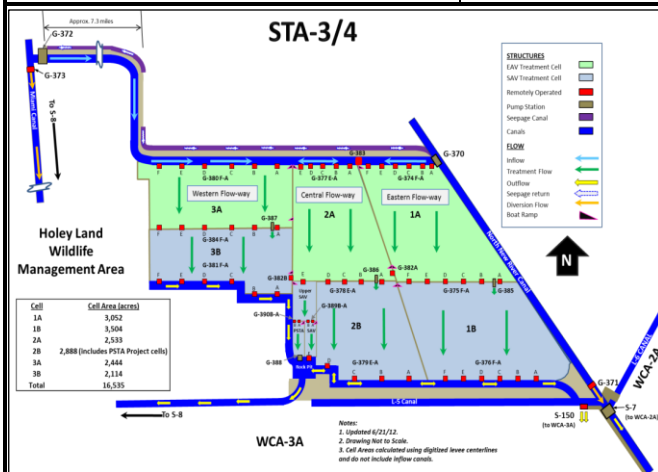 Approx. 7.3 miles
STA-3/4
G-372
G-373
Miami Canal
To S-8
STRUCTURES
EAV Treatment Cell
SAV Treatment Cell
Remotely Operated
Pump Station
Seepage Canal
Canals
FLOW
Inflow
Treatment Flow
Outflow
Seepage return
Diversion Flow
Boat Ramp
N
G-383
G-370
F E D C B A
G-380 F-A
E D C B A
G-377 E-A
F E D C B A
G-374 F-A
Western Flow-way
Central Flow-way
Eastern Flow-way
3A
2A
1A
North New River Canal
G-387
F E D C B A
G-384 F-A
3B
G-381 F-A
F E D C B A
Holey Land
Wildlife
Management Area
G-382B
G-386
G-382A
G-385
E D C B A
G-378 E-A
F E D C B A
G-375 F-A
Upper
SAV
G-390B-A
G-389B-A
PSTA
SAV
2B
1B
G-388
G-379 E-A
C B A
G-376 F-A
F E D C B A
Cell Cell Area (acres)
1A 3,052
1B 3,504
2A 2,533
2B 2,888 (includes PSTA Project cells)
3A 2,444
3B 2,114
Total 16,535
L-5 Canal
G-371
L-6 CANAL
WCA-2A
S-7
(to WCA-2A)
S-150
(to WCA-3A)
To S-8
WCA-3A
Notes:
1. Updated 6/21/12.
2. Drawing Not to Scale.
3. Cell Areas calculated using digitized levee centerlines
and do not include inflow canals.